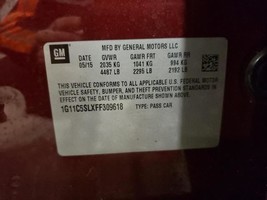 GM
MFD BY GENERAL MOTORS LLC
DATE GVWR GAWR FRT GAWR RR
05/15 2035 KG 1041 KG 994 KG
4487 LB 2295 LB 2192 LB
THIS VEHICLE CONFORMS TO ALL APPLICABLE U.S. FEDERAL MOTOR
VEHICLE SAFETY, BUMPER, AND THEFT PREVENTION STANDARDS
IN EFFECT ON THE DATE OF MANUFACTURE SHOWN ABOVE.
1G11C5SLXFF309618 TYPE: PASS CAR